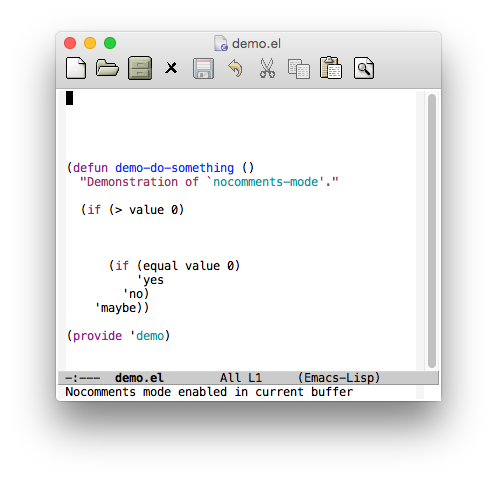 demo.el
(defun demo-do-something ()
  "Demonstration of `nocomments-mode'."
  (if (> value 0)
      (if (equal value 0)
          'yes
        'no)
    'maybe))
(provide 'demo)
-:---  demo.el        All L1     (Emacs-Lisp)
Nocomments mode enabled in current buffer